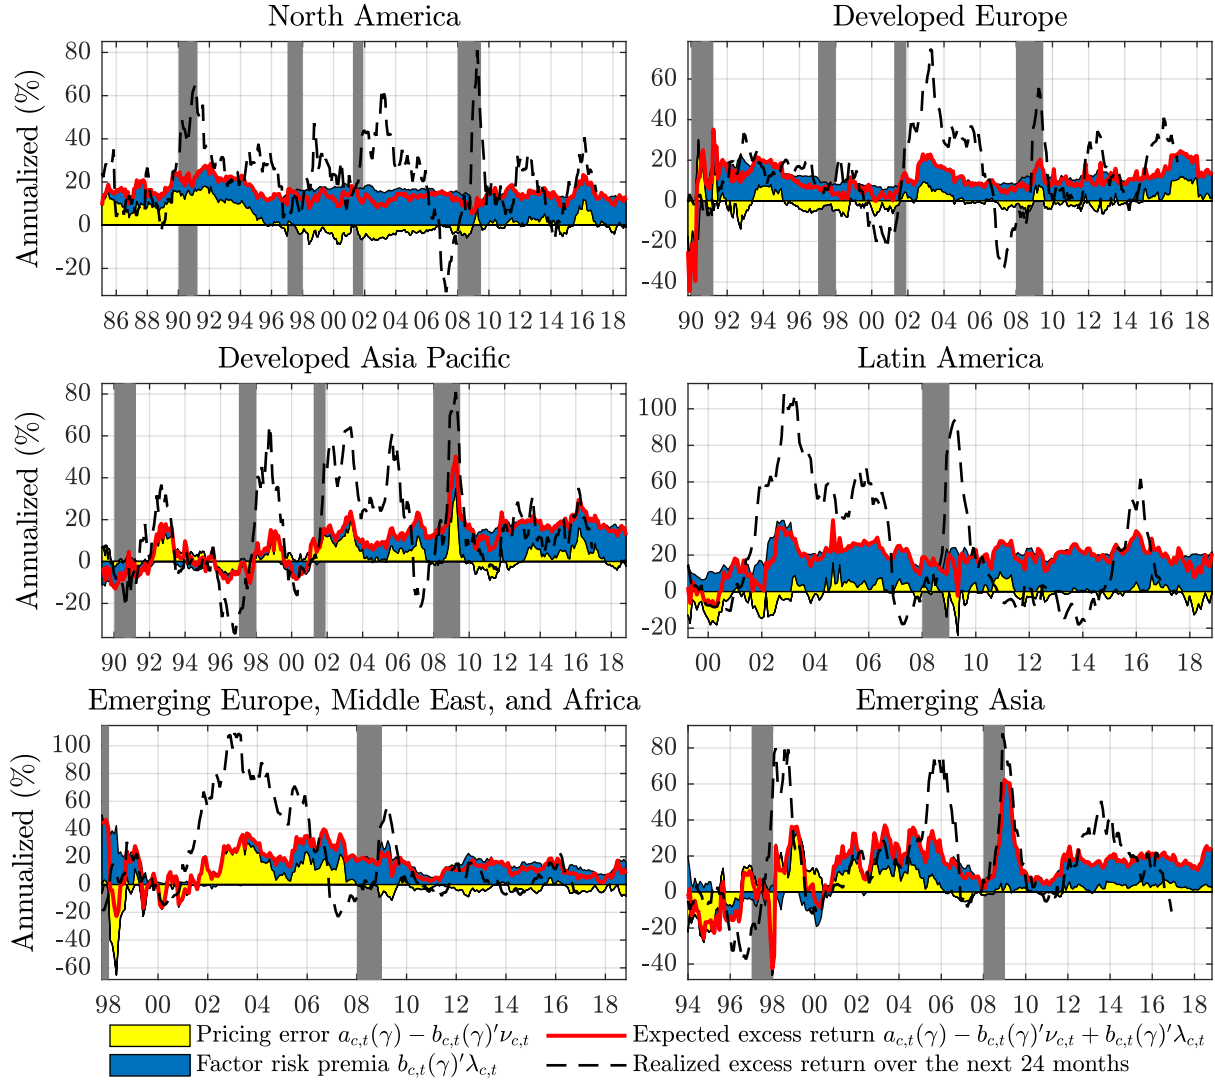 North America
Annualized (%)
80
60
40
20
0
-20
86 88 90 92 94 96 98 00 02 04 06 08 10 12 14 16 18
Developed Europe
80
60
40
20
0
-20
-40
90 92 94 96 98 00 02 04 06 08 10 12 14 16 18
Developed Asia Pacific
Annualized (%)
80
60
40
20
0
-20
90 92 94 96 98 00 02 04 06 08 10 12 14 16 18
Latin America
100
80
60
40
20
0
-20
00 02 04 06 08 10 12 14 16 18
Emerging Europe, Middle East, and Africa
Annualized (%)
100
80
60
40
20
0
-20
-40
-60
98 00 02 04 06 08 10 12 14 16 18
Emerging Asia
80
60
40
20
0
-20
-40
94 96 98 00 02 04 06 08 10 12 14 16 18
Pricing error a_{c,t}(γ) − b_{c,t}(γ)′ν_{c,t}
Expected excess return a_{c,t}(γ) − b_{c,t}(γ)′ν_{c,t} + b_{c,t}(γ)′λ_{c,t}
Factor risk premia b_{c,t}(γ)′λ_{c,t}
Realized excess return over the next 24 months